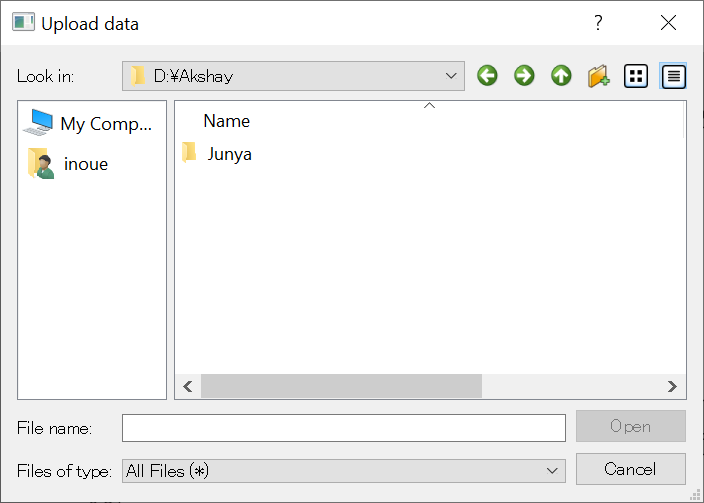 Upload data
?
Look in:
D:¥Akshay
My Comp...
inoue
Name
Junya
File name:
Open
Files of type:
All Files (*)
Cancel